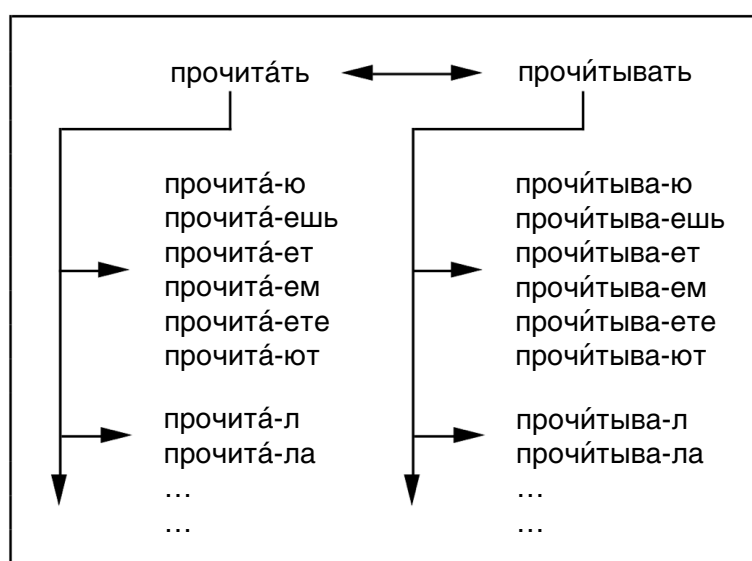 прочита́ть прочи́тывать
прочита́-ю
прочита́-ешь
прочита́-ет
прочита́-ем
прочита́-ете
прочита́-ют
прочита́-л
прочита́-ла
…
…
прочи́тыва-ю
прочи́тыва-ешь
прочи́тыва-ет
прочи́тыва-ем
прочи́тыва-ете
прочи́тыва-ют
прочи́тыва-л
прочи́тыва-ла
…
…